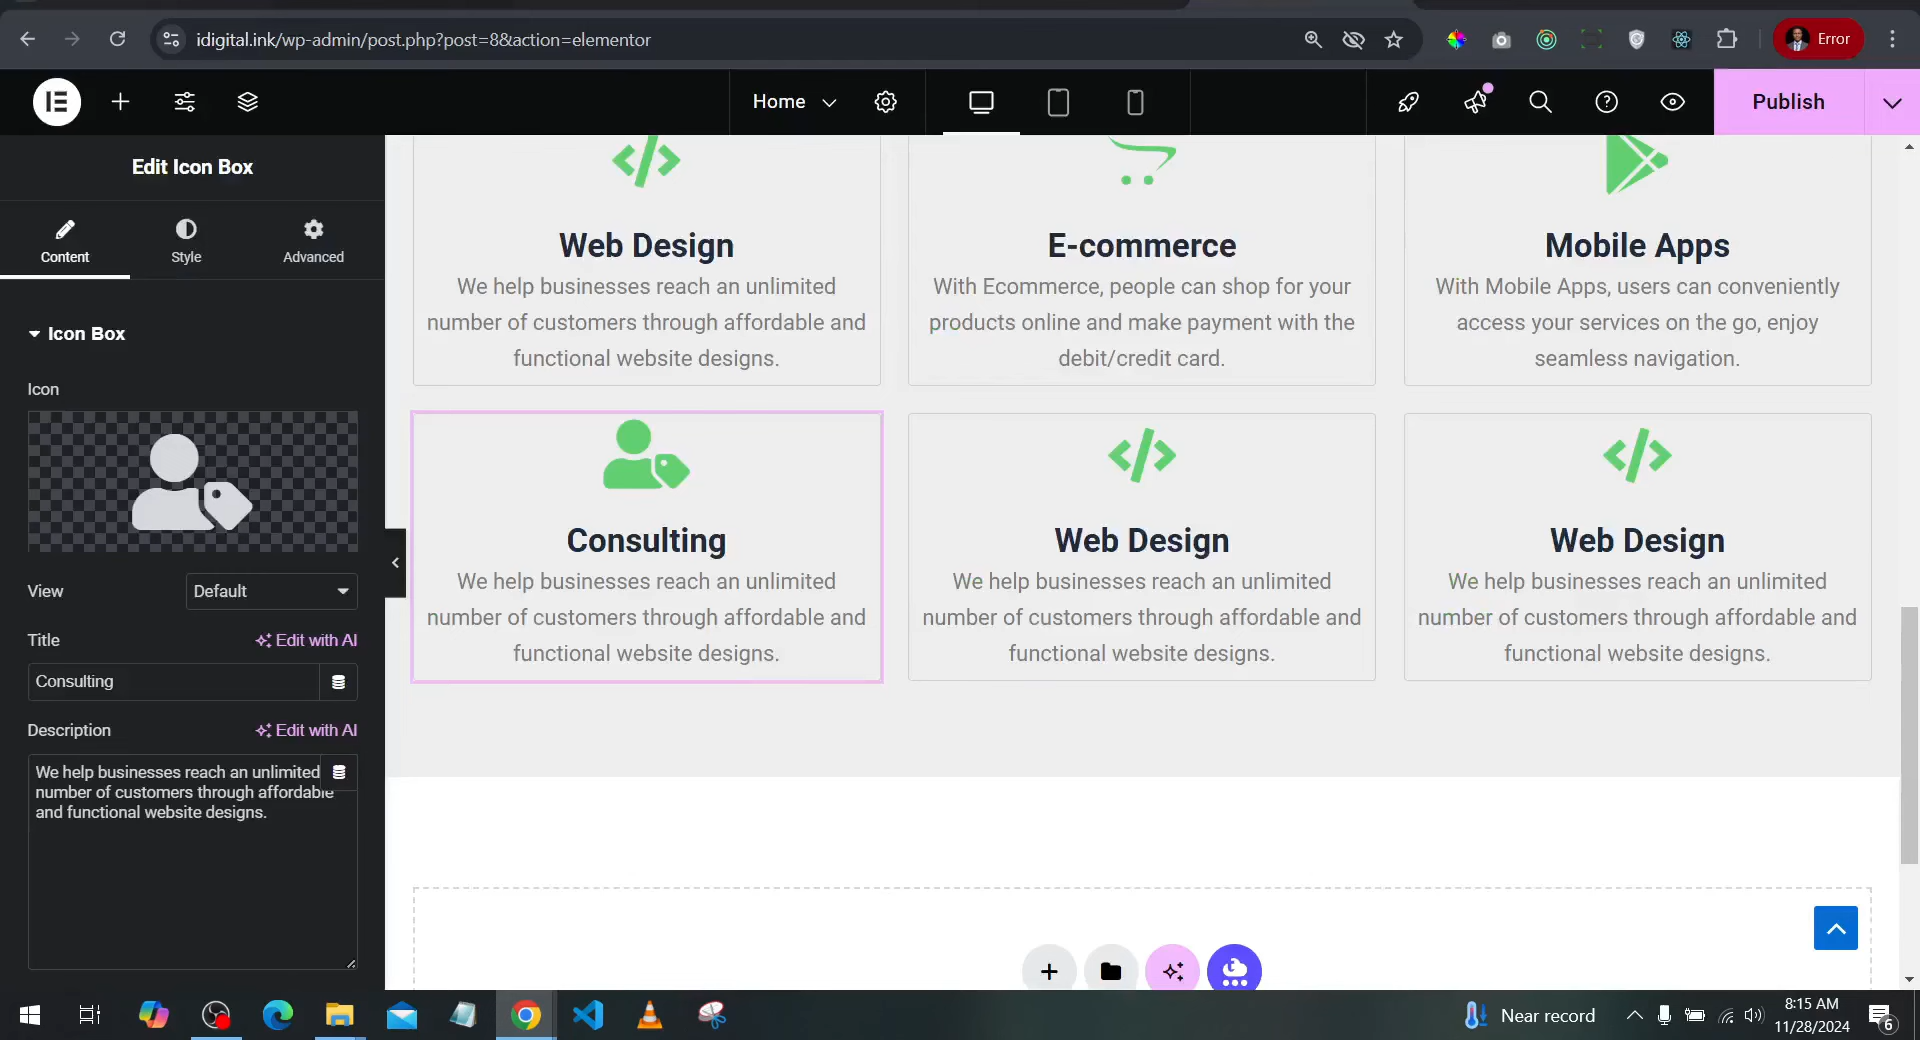 idigital.ink/wp-admin/post.php?post=8&action=elementor
Error
Home
Publish
Edit Icon Box
Content
Style
Advanced
Icon Box
Icon
View
Default
Title
Edit with AI
Consulting
Description
Edit with AI
We help businesses reach an unlimited
number of customers through affordable
and functional website designs.
Web Design
We help businesses reach an unlimited
number of customers through affordable and
functional website designs.
E-commerce
With Ecommerce, people can shop for your
products online and make payment with the
debit/credit card.
Mobile Apps
With Mobile Apps, users can conveniently
access your services on the go, enjoy
seamless navigation.
Consulting
We help businesses reach an unlimited
number of customers through affordable and
functional website designs.
Web Design
We help businesses reach an unlimited
number of customers through affordable and
functional website designs.
Web Design
We help businesses reach an unlimited
number of customers through affordable and
functional website designs.
Near record
8:15 AM
11/28/2024
6